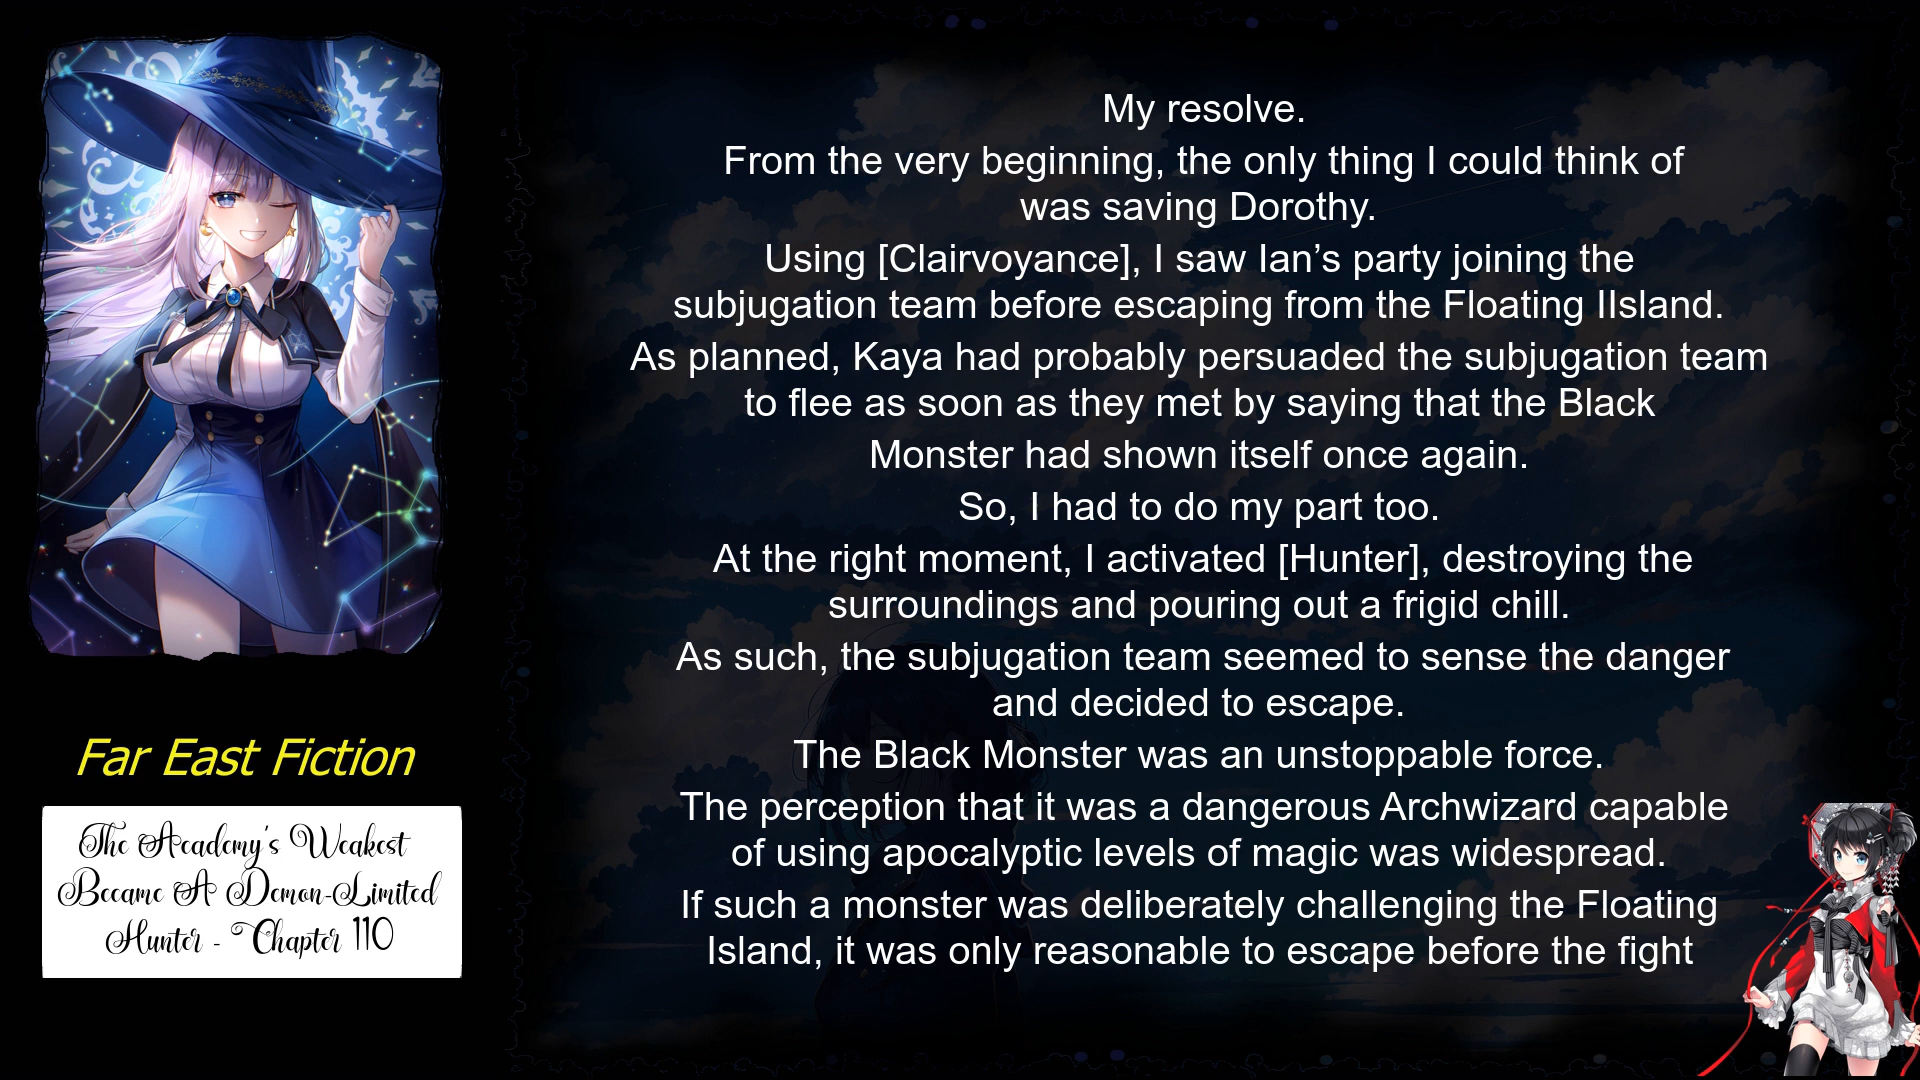 My resolve.
From the very beginning, the only thing I could think of
was saving Dorothy.
Using [Clairvoyance], I saw Ian’s party joining the
subjugation team before escaping from the Floating IIsland.
As planned, Kaya had probably persuaded the subjugation team
to flee as soon as they met by saying that the Black
Monster had shown itself once again.
So, I had to do my part too.
At the right moment, I activated [Hunter], destroying the
surroundings and pouring out a frigid chill.
As such, the subjugation team seemed to sense the danger
and decided to escape.
The Black Monster was an unstoppable force.
The perception that it was a dangerous Archwizard capable
of using apocalyptic levels of magic was widespread.
If such a monster was deliberately challenging the Floating
Island, it was only reasonable to escape before the fight
Far East Fiction
The Academy's Weakest
Became A Demon-Limited
Hunter - Chapter 110